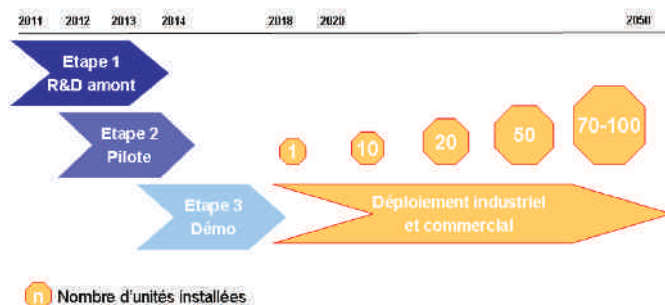 2011 2012 2013 2014 2018 2020 2050
Etape 1
R&D amont
Etape 2
Pilote
1 10 20 50 70-100
Etape 3
Démo
Déploiement industriel
et commercial
n Nombre d'unités installées